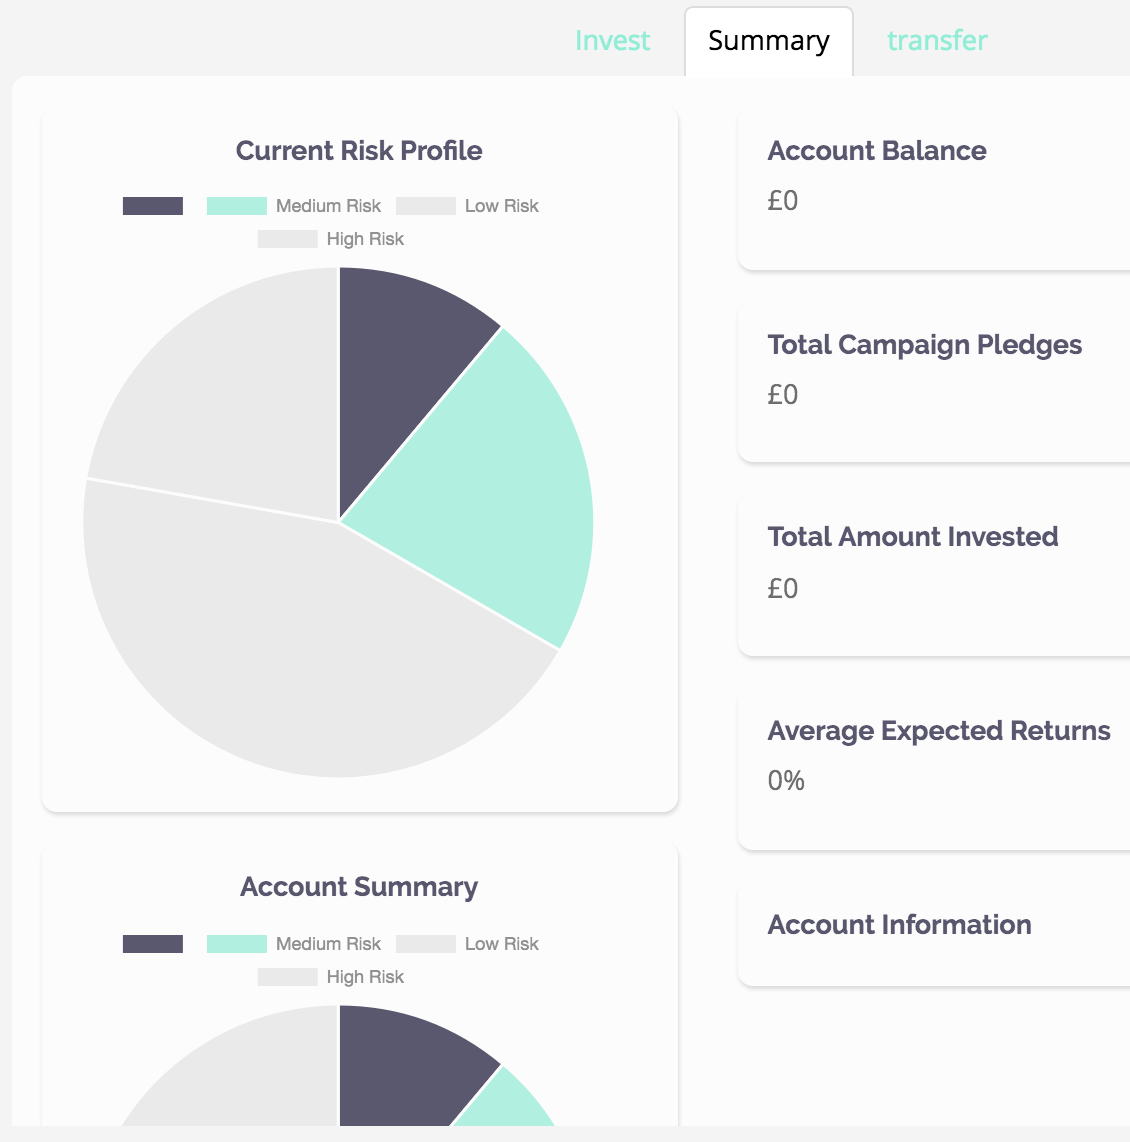 Invest Summary transfer
Current Risk Profile
Medium Risk Low Risk
High Risk
Account Summary
Medium Risk Low Risk
High Risk
Account Balance
£0
Total Campaign Pledges
£0
Total Amount Invested
£0
Average Expected Returns
0%
Account Information